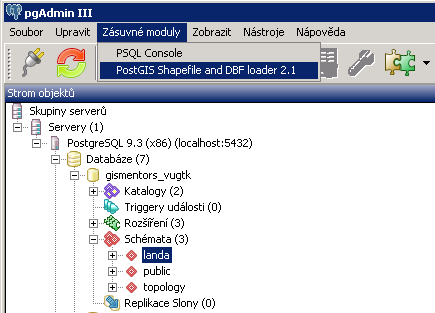 pgAdmin III
Soubor Upravit Zásuvné moduly Zobrazit Nástroje Nápověda
PSQL Console
PostGIS Shapefile and DBF loader 2.1
Strom objektů
Skupiny serverů
Servery (1)
PostgreSQL 9.3 (x86) (localhost:5432)
Databáze (7)
gismentors_vugtk
Katalogy (2)
Triggery události (0)
Rozšíření (3)
Schémata (3)
landa
public
topology
Replikace Slony (0)